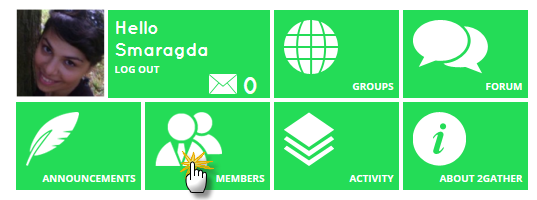 Hello
Smaragda
LOG OUT
0
GROUPS
FORUM
ANNOUNCEMENTS
MEMBERS
ACTIVITY
i
ABOUT 2GATHER